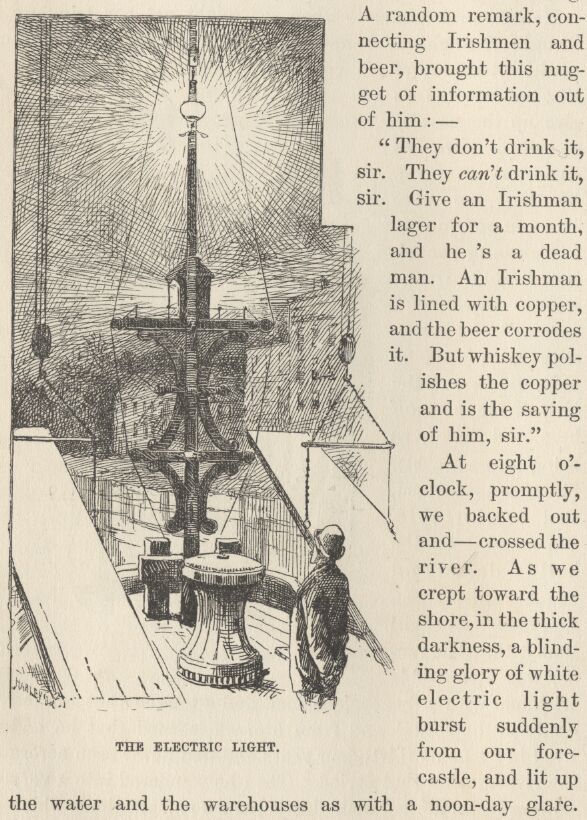 A random remark, con-
necting Irishmen and
beer, brought this nug-
get of information out
of him:—
“They don’t drink it,
sir. They can’t drink it,
sir. Give an Irishman
lager for a month,
and he ’s a dead
man. An Irishman
is lined with copper,
and the beer corrodes
it. But whiskey pol-
ishes the copper
and is the saving
of him, sir.”
At eight o’-
clock, promptly,
we backed out
and—crossed the
river. As we
crept toward the
shore, in the thick
darkness, a blind-
ing glory of white
electric light
burst suddenly
from our fore-
castle, and lit up
the water and the warehouses as with a noon-day glare.
HARLEY
THE ELECTRIC LIGHT.